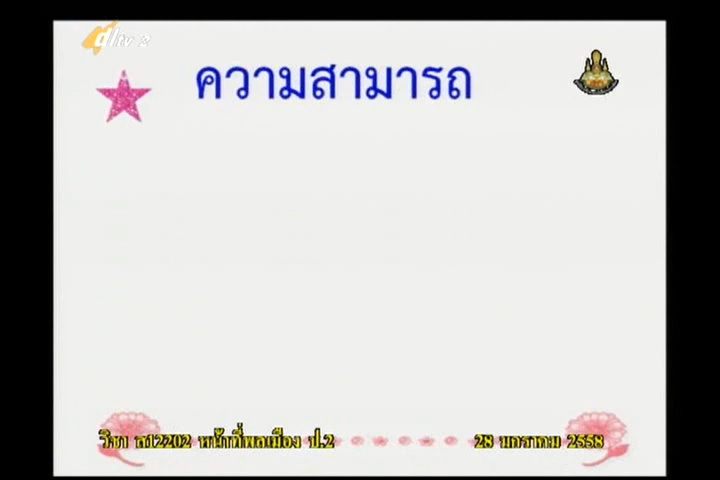 dltv 2
ความสามารถ
วิชา ส12202 หน้าที่พลเมือง ป.2
28 มกราคม 2558